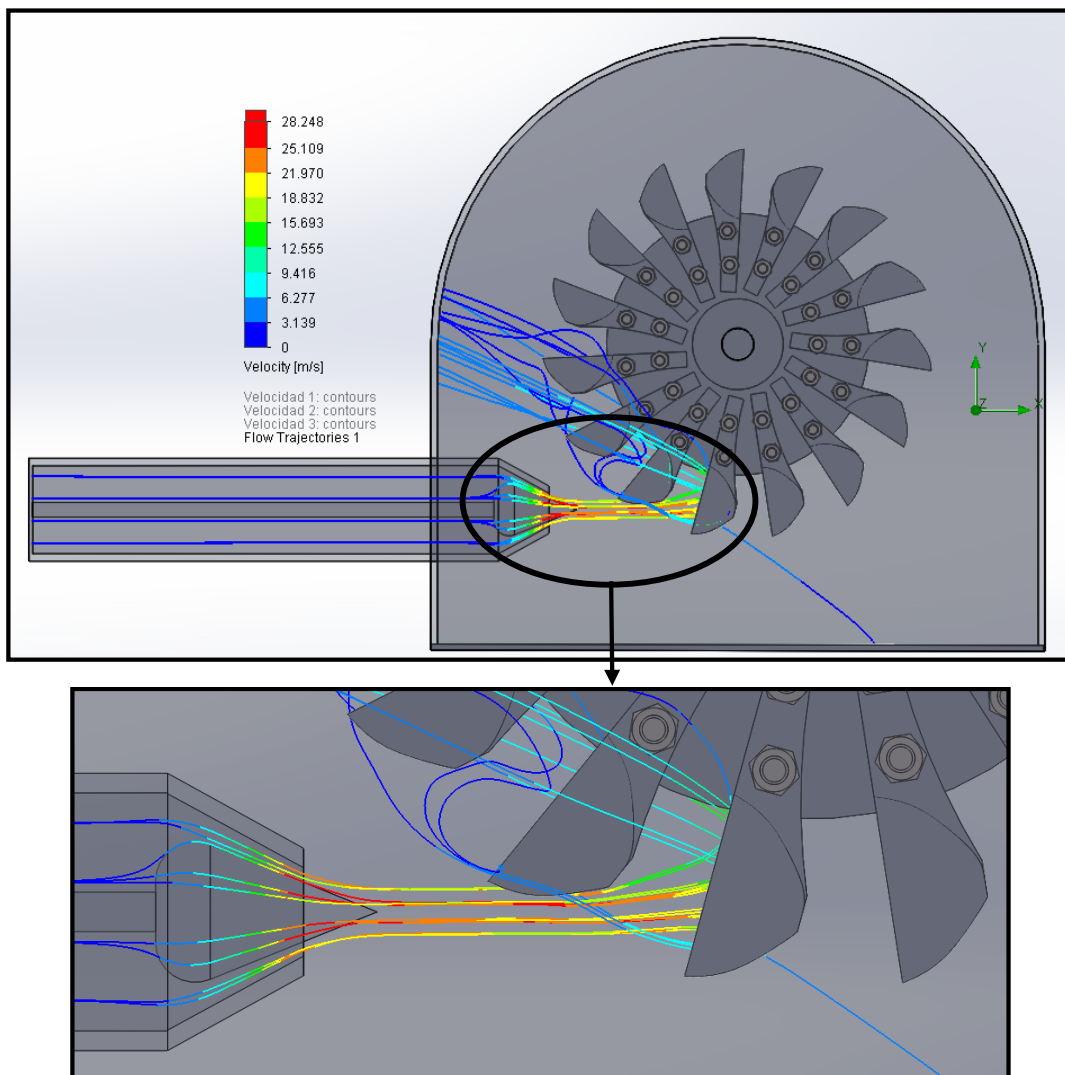 28.248
25.109
21.970
18.832
15.693
12.555
9.416
6.277
3.139
0
Velocity [m/s]
Velocidad 1: contours
Velocidad 2: contours
Velocidad 3: contours
Flow Trajectories 1
Y
Z
X